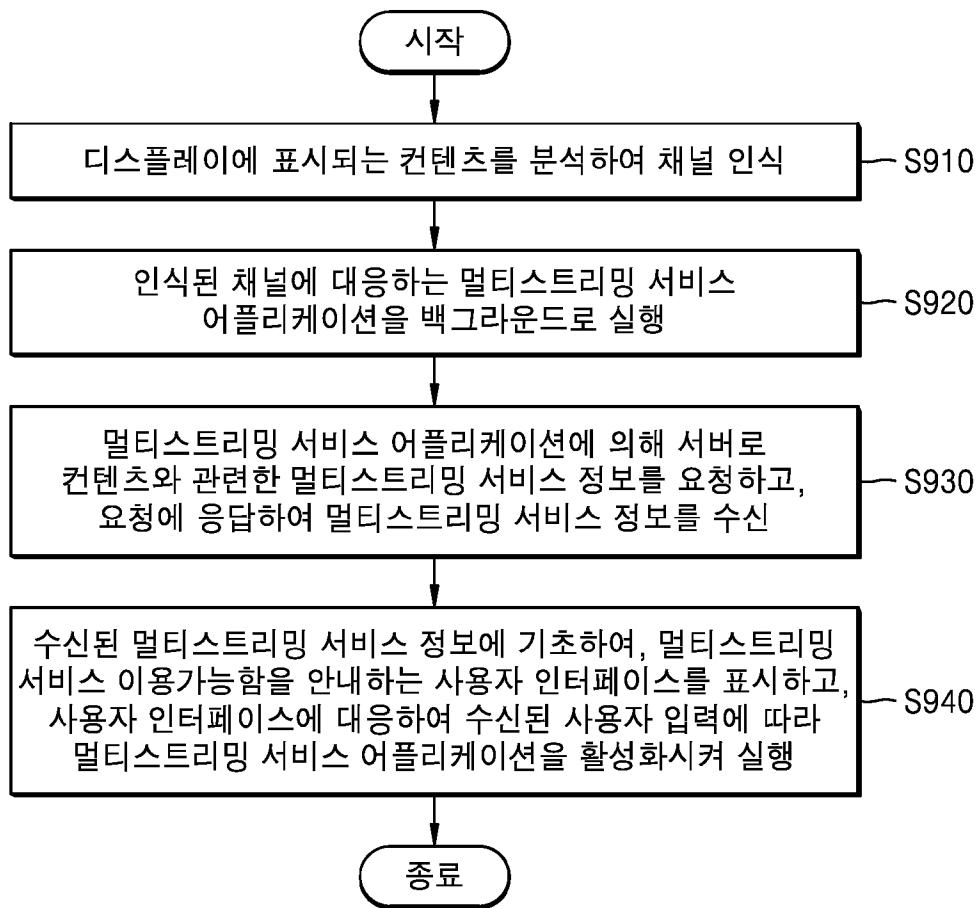 시작
디스플레이에 표시되는 컨텐츠를 분석하여 채널 인식
S910
인식된 채널에 대응하는 멀티스트리밍 서비스
어플리케이션을 백그라운드로 실행
S920
멀티스트리밍 서비스 어플리케이션에 의해 서버로
컨텐츠와 관련한 멀티스트리밍 서비스 정보를 요청하고,
요청에 응답하여 멀티스트리밍 서비스 정보를 수신
S930
수신된 멀티스트리밍 서비스 정보에 기초하여, 멀티스트리밍
서비스 이용가능함을 안내하는 사용자 인터페이스를 표시하고,
사용자 인터페이스에 대응하여 수신된 사용자 입력에 따라
멀티스트리밍 서비스 어플리케이션을 활성화시켜 실행
S940
종료